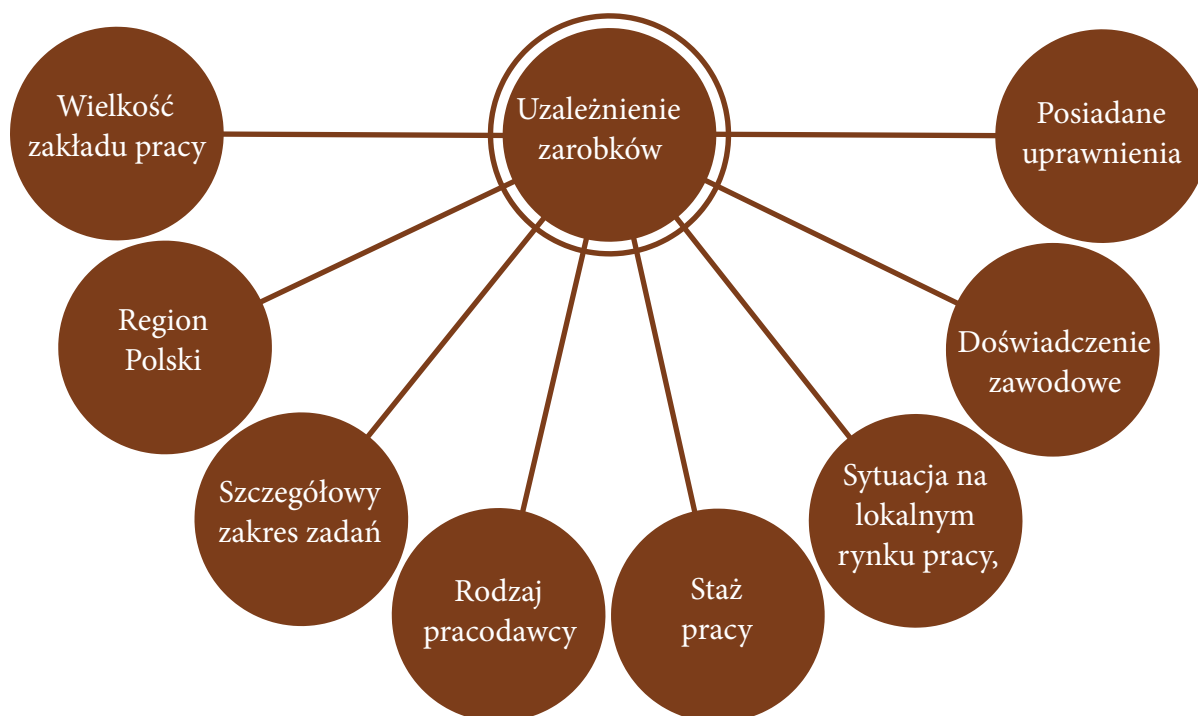 Uzależnienie
zarobków
Wielkość
zakładu pracy
Region
Polski
Szczegółowy
zakres zadań
Rodzaj
pracodawcy
Staż
pracy
Sytuacja na
lokalnym
rynku pracy,
Doświadczenie
zawodowe
Posiadane
uprawnienia